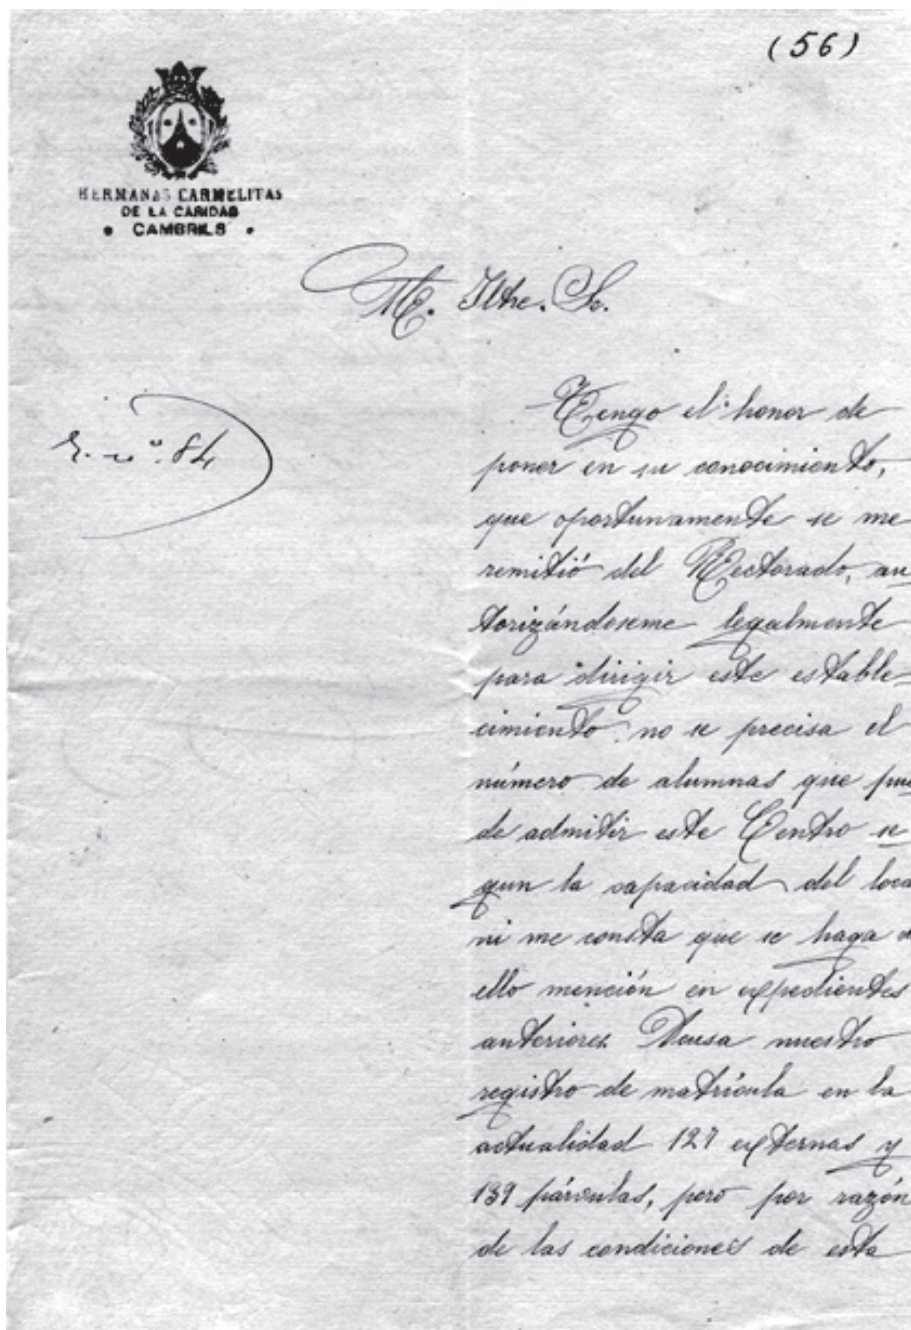 (56)
HERMANAS CARMELITAS
DE LA CARIDAD
• CAMBRILS •
M. Iltre. Sr.
Tengo el honor de
r. nº. 84
poner en su conocimiento,
que oportunamente se me
remitió del Rectorado, au
torizándoseme legalmente
para dirigir este estable-
cimiento no se precisa el
número de alumnas que pue
de admitir este Centro se
gun la capacidad del loca
ni me consta que se haga d
ello mención en expedientes
anteriores. Acusa nuestro
registro de matrícula en la
actualidad 127 externas y
139 párvulas, pero por razón
de las condiciones de esta